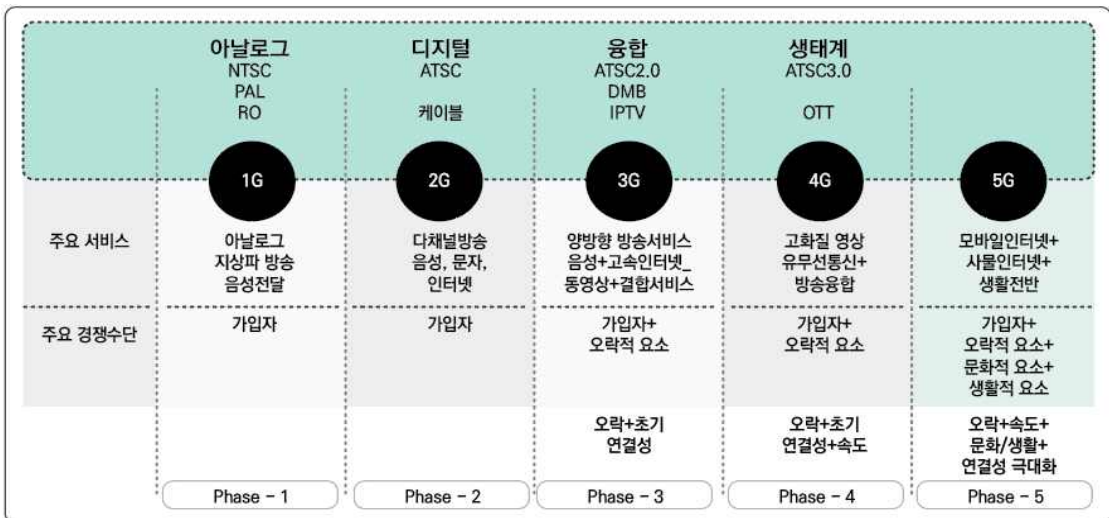 아날로그
NTSC
PAL
RO
디지털
ATSC
케이블
융합
ATSC2.0
DMB
IPTV
생태계
ATSC3.0
OTT
1G
2G
3G
4G
5G
주요 서비스
아날로그
지상파 방송
음성전달
다채널방송
음성, 문자,
인터넷
양방향 방송서비스
음성+고속인터넷_
동영상+결합서비스
고화질 영상
유무선통신+
방송융합
모바일인터넷+
사물인터넷+
생활전반
주요 경쟁수단
가입자
가입자
가입자+
오락적 요소
가입자+
오락적 요소
가입자+
오락적 요소+
문화적 요소+
생활적 요소
오락+초기
연결성
오락+초기
연결성+속도
오락+속도+
문화/생활+
연결성 극대화
Phase - 1
Phase - 2
Phase - 3
Phase - 4
Phase - 5